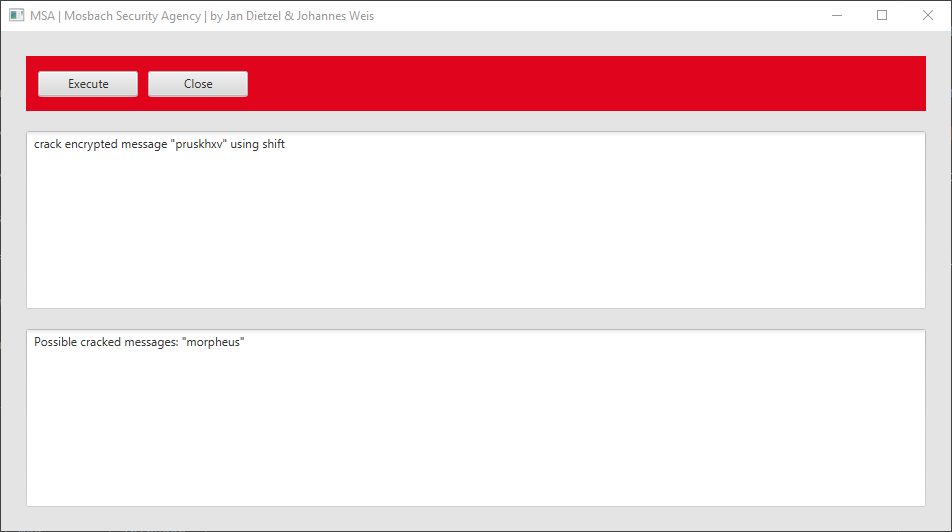 MSA | Mosbach Security Agency | by Jan Dietzel & Johannes Weis
Execute Close
crack encrypted message "pruskhxv" using shift
Possible cracked messages: "morpheus"